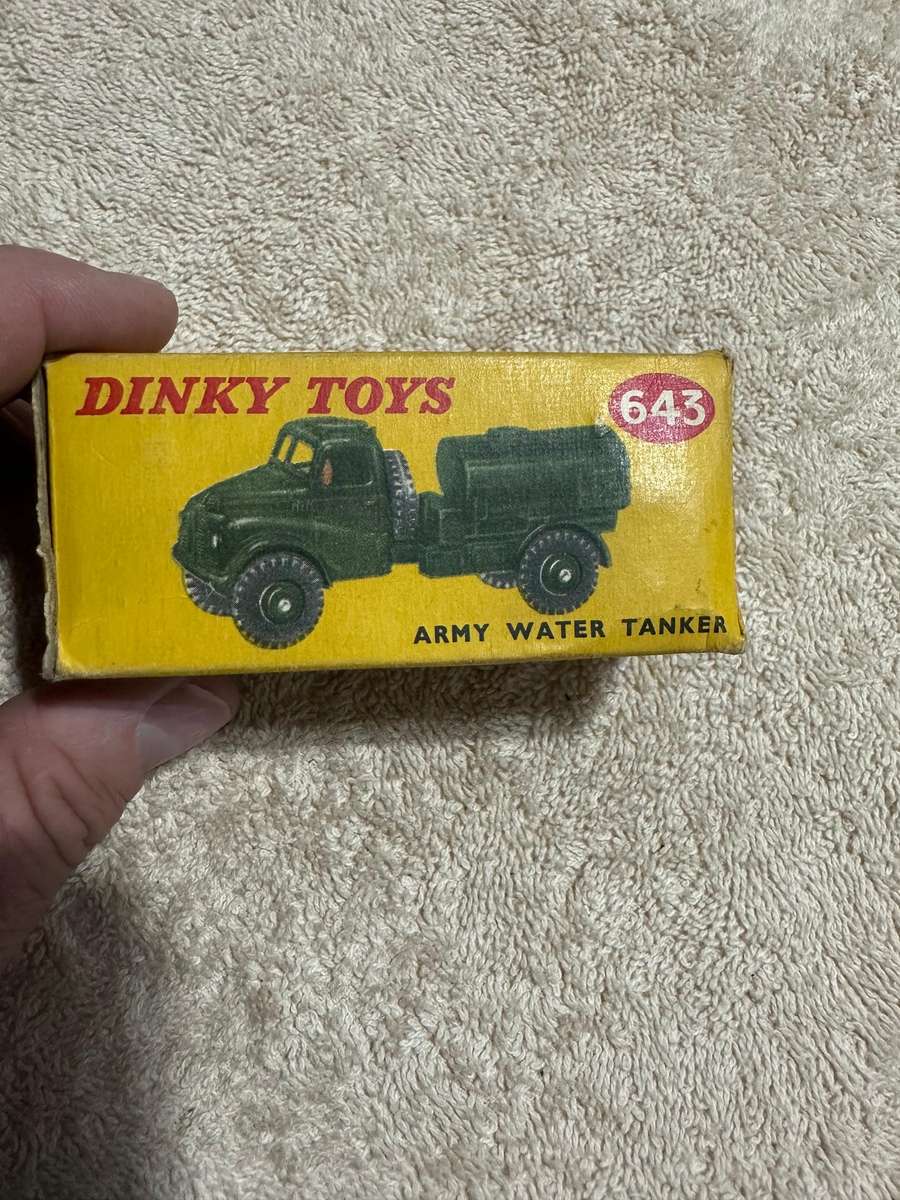 DINKY TOYS
643
ARMY WATER TANKER